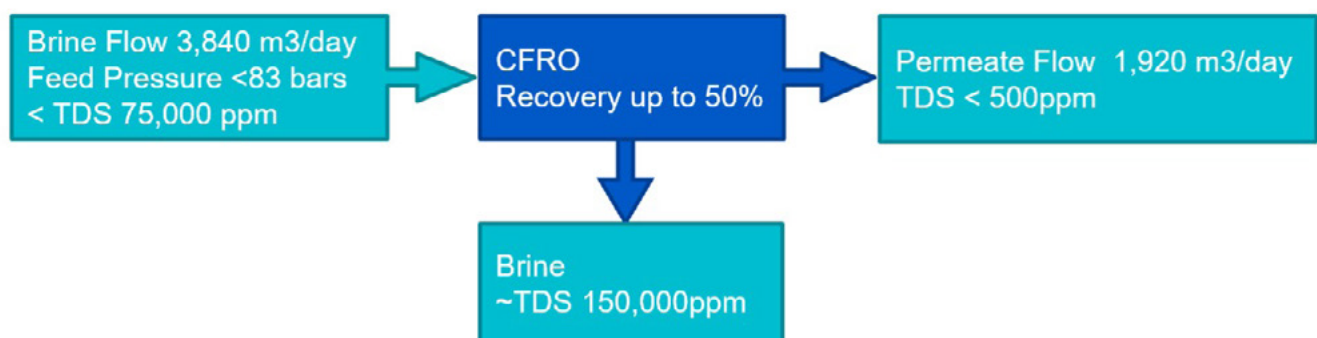 Brine Flow 3,840 m3/day
Feed Pressure <83 bars
< TDS 75,000 ppm
CFRO
Recovery up to 50%
Permeate Flow  1,920 m3/day
TDS < 500ppm
Brine
~TDS 150,000ppm